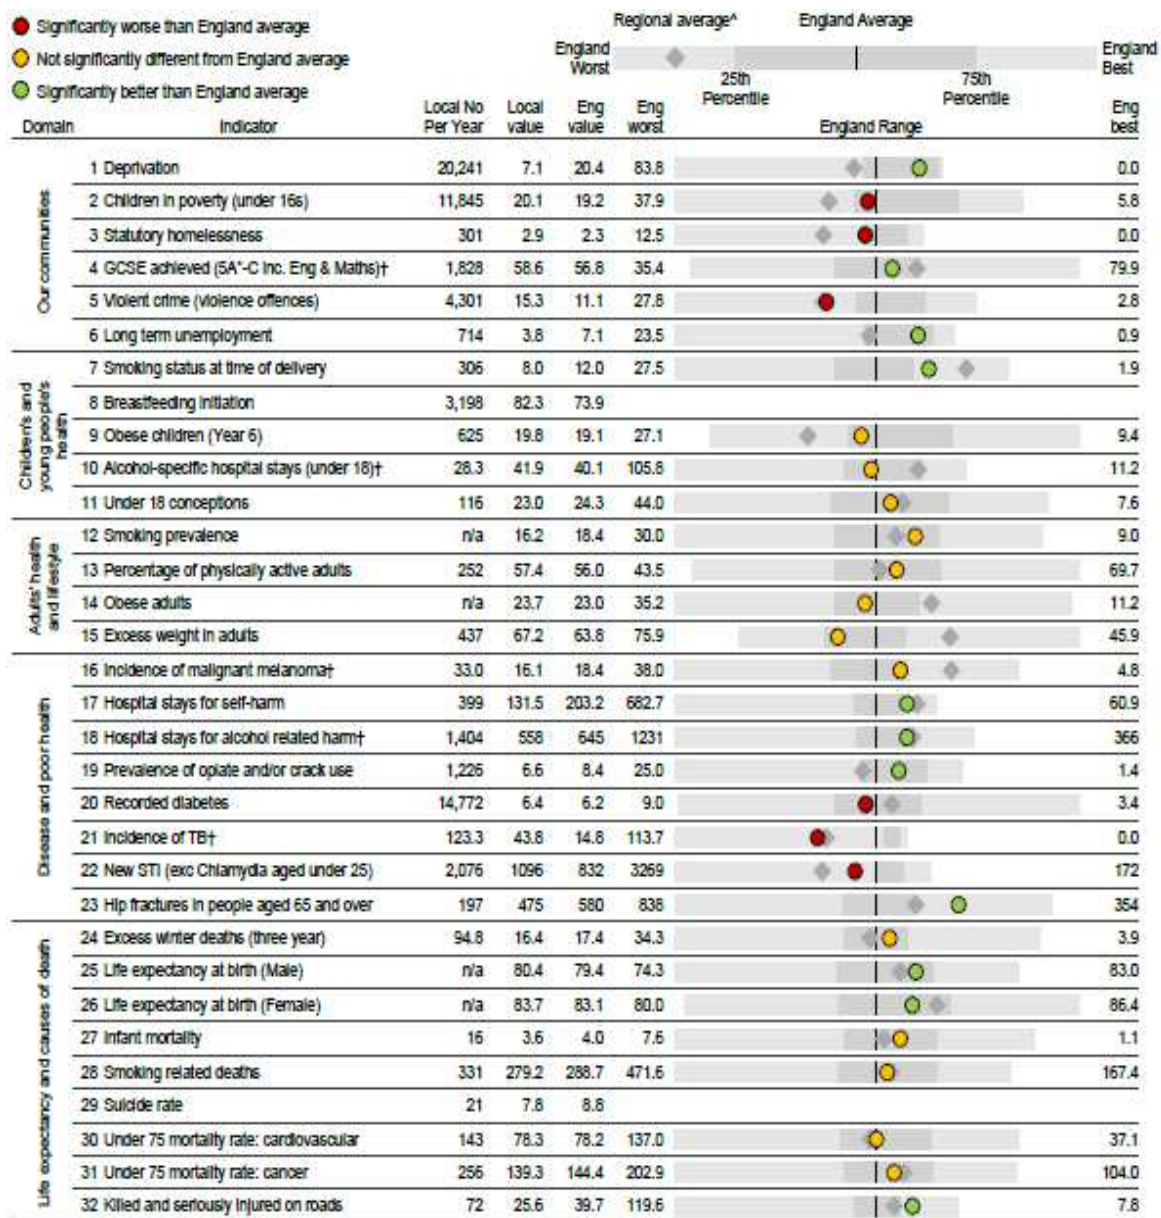 Significantly worse than England average
Not significantly different from England average
Significantly better than England average
Regional average^ England Average
England Worst England Best
25th Percentile 75th Percentile
Domain Indicator Local No Per Year Local value Eng value Eng worst England Range Eng best
Our communities
1 Deprivation 20,241 7.1 20.4 83.8 0.0
2 Children in poverty (under 16s) 11,845 20.1 19.2 37.9 5.8
3 Statutory homelessness 301 2.9 2.3 12.5 0.0
4 GCSE achieved (5A*-C inc. Eng & Maths)† 1,828 58.6 56.8 35.4 79.9
5 Violent crime (violence offences) 4,301 15.3 11.1 27.8 2.8
6 Long term unemployment 714 3.8 7.1 23.5 0.9
Children's and young people's health
7 Smoking status at time of delivery 306 8.0 12.0 27.5 1.9
8 Breastfeeding initiation 3,198 82.3 73.9
9 Obese children (Year 6) 625 19.8 19.1 27.1 9.4
10 Alcohol-specific hospital stays (under 18)† 28.3 41.9 40.1 105.8 11.2
11 Under 18 conceptions 116 23.0 24.3 44.0 7.6
Adults' health and lifestyle
12 Smoking prevalence n/a 16.2 18.4 30.0 9.0
13 Percentage of physically active adults 252 57.4 56.0 43.5 69.7
14 Obese adults n/a 23.7 23.0 35.2 11.2
15 Excess weight in adults 437 67.2 63.8 75.9 45.9
Disease and poor health
16 Incidence of malignant melanoma† 33.0 16.1 18.4 38.0 4.8
17 Hospital stays for self-harm 399 131.5 203.2 682.7 60.9
18 Hospital stays for alcohol related harm† 1,404 558 645 1231 366
19 Prevalence of opiate and/or crack use 1,226 6.6 8.4 25.0 1.4
20 Recorded diabetes 14,772 6.4 6.2 9.0 3.4
21 Incidence of TB† 123.3 43.8 14.8 113.7 0.0
22 New STI (exc Chlamydia aged under 25) 2,076 1096 832 3269 172
23 Hip fractures in people aged 65 and over 197 475 580 838 354
Life expectancy and causes of death
24 Excess winter deaths (three year) 94.8 16.4 17.4 34.3 3.9
25 Life expectancy at birth (Male) n/a 80.4 79.4 74.3 83.0
26 Life expectancy at birth (Female) n/a 83.7 83.1 80.0 86.4
27 Infant mortality 16 3.6 4.0 7.6 1.1
28 Smoking related deaths 331 279.2 288.7 471.6 167.4
29 Suicide rate 21 7.8 8.8
30 Under 75 mortality rate: cardiovascular 143 78.3 78.2 137.0 37.1
31 Under 75 mortality rate: cancer 256 139.3 144.4 202.9 104.0
32 Killed and seriously injured on roads 72 25.6 39.7 119.6 7.8